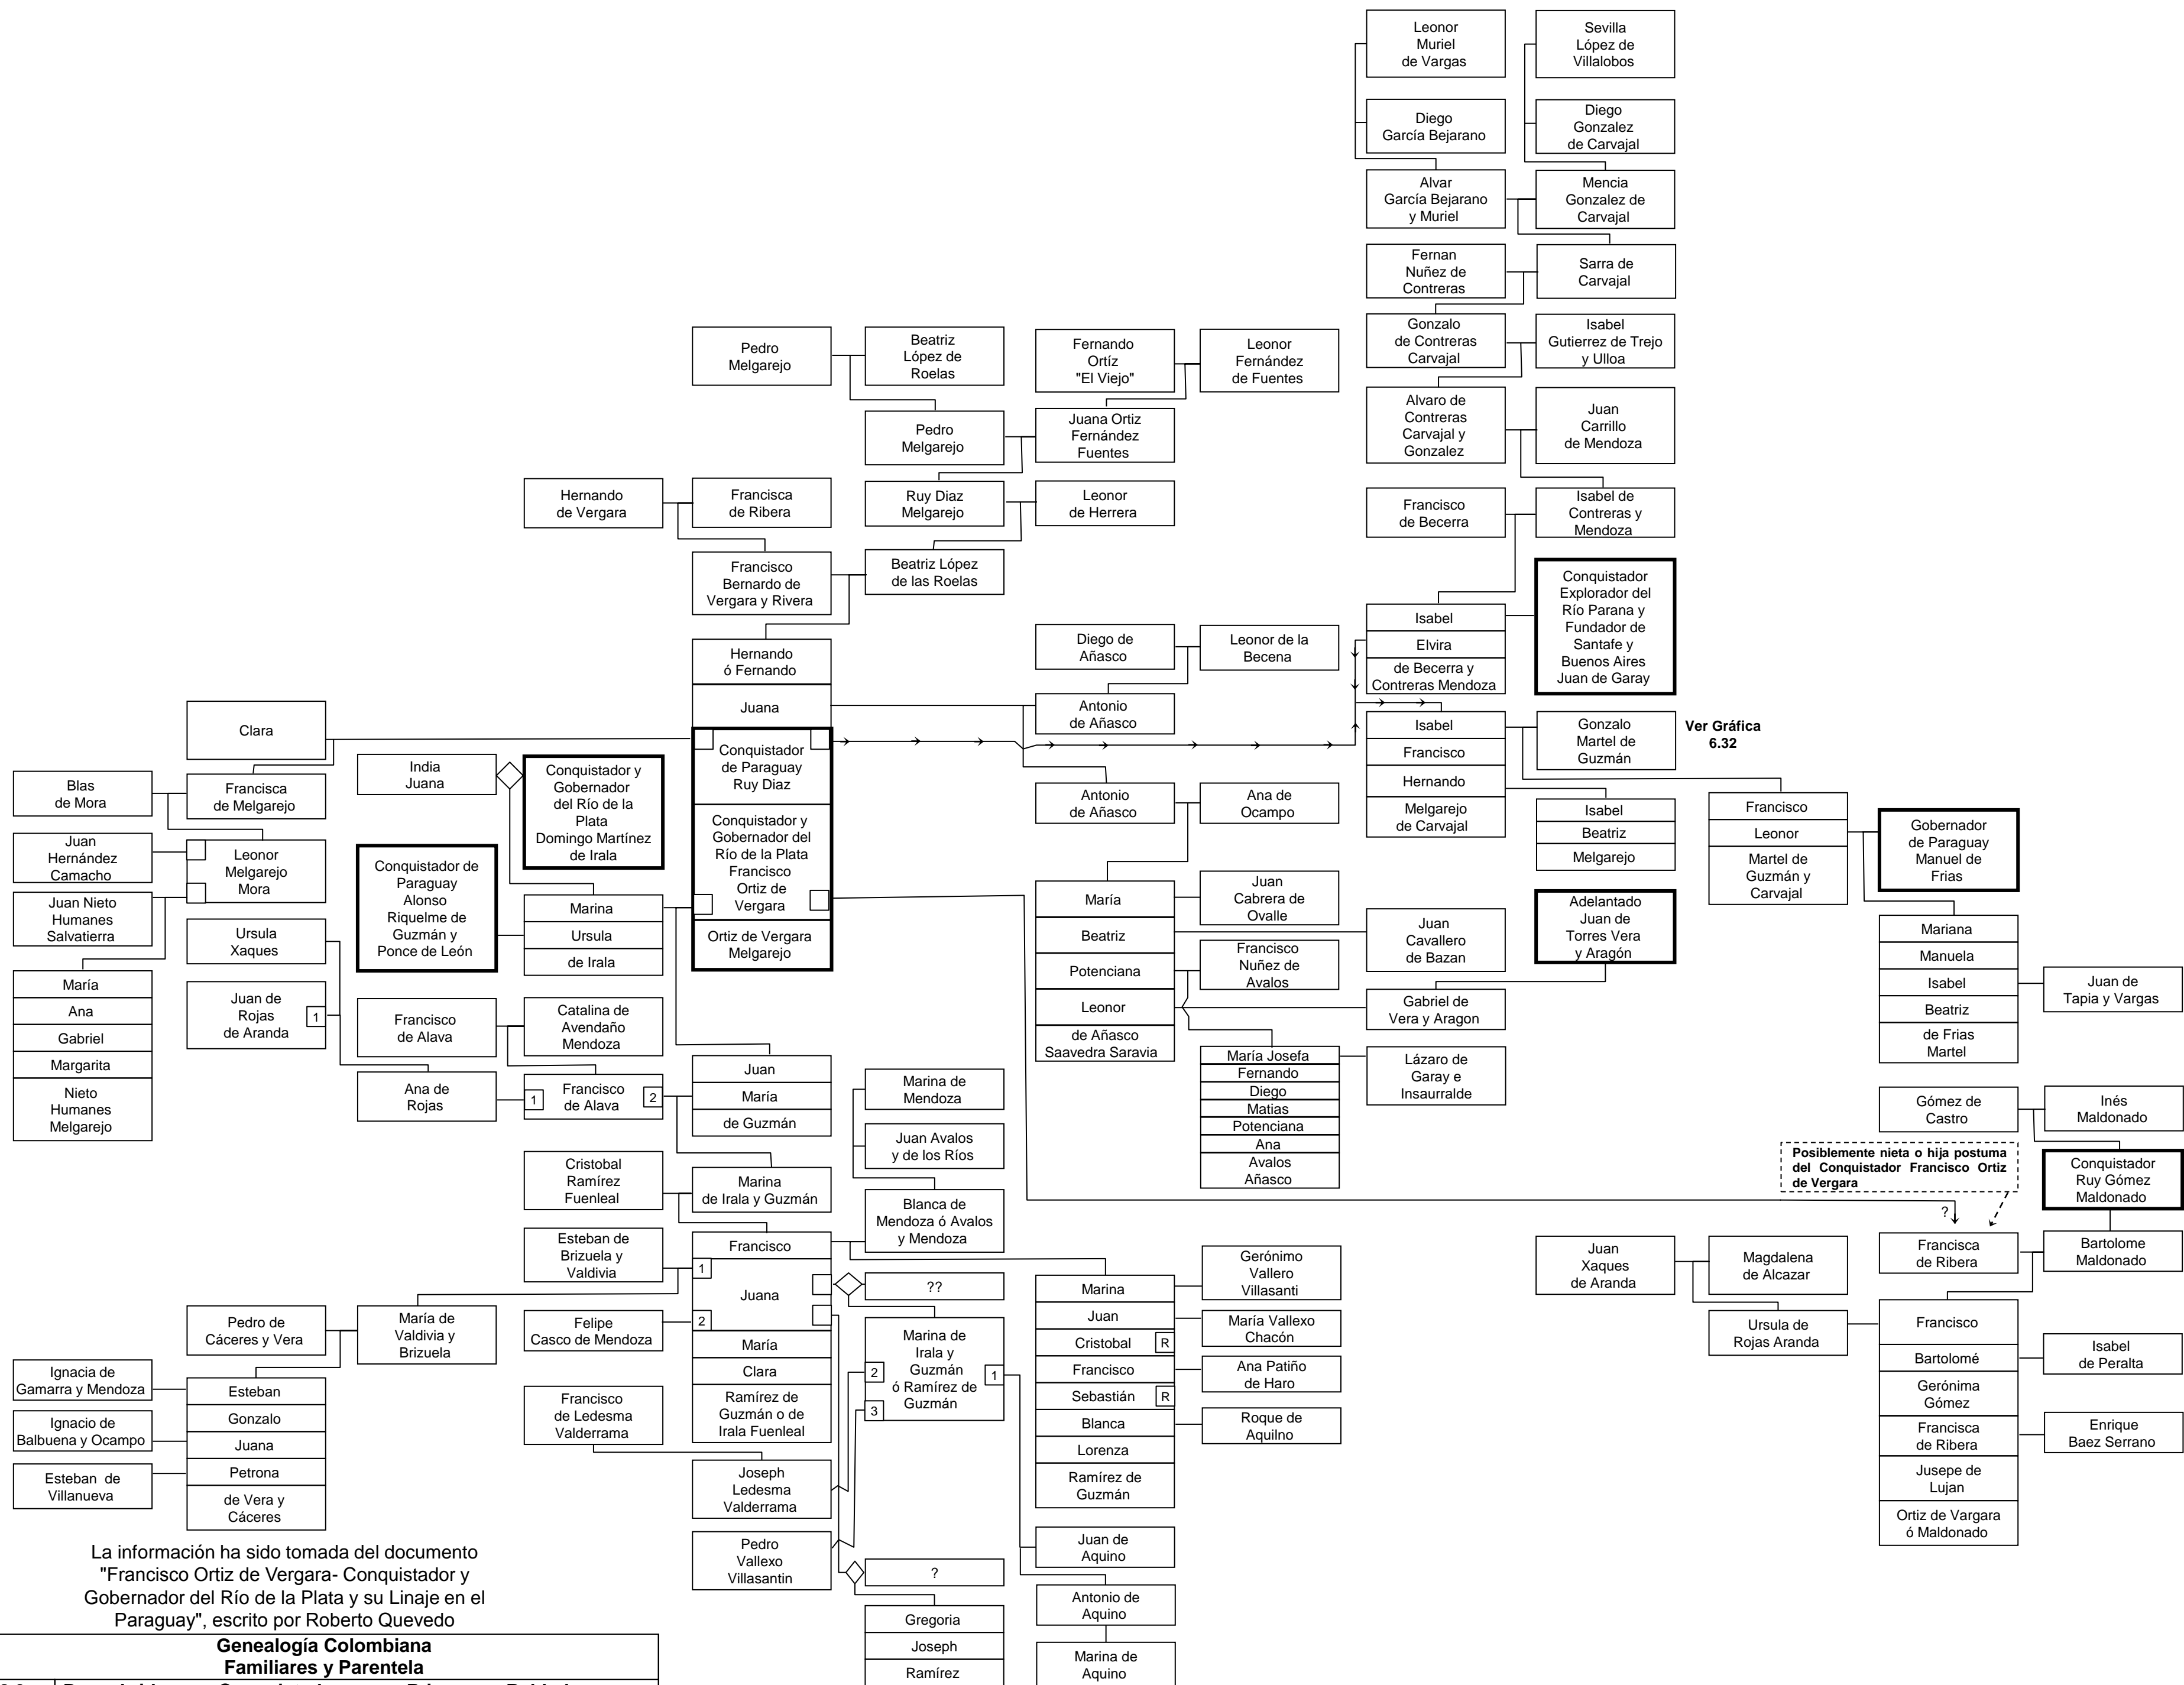 Leonor
Muriel
de Vargas
Sevilla
López de
Villalobos
Diego
García Bejarano
Diego
Gonzalez
de Carvajal
Alvar
García Bejarano
y Muriel
Mencia
Gonzalez de
Carvajal
Fernan
Nuñez de
Contreras
Sarra de
Carvajal
Gonzalo
de Contreras
Carvajal
Isabel
Gutierrez de Trejo
y Ulloa
Pedro
Melgarejo
Beatriz
López de
Roelas
Fernando
Ortíz
"El Viejo"
Leonor
Fernández
de Fuentes
Alvaro de
Contreras
Carvajal y
Gonzalez
Juan
Carrillo
de Mendoza
Pedro
Melgarejo
Juana Ortiz
Fernández
Fuentes
Hernando
de Vergara
Francisca
de Ribera
Ruy Diaz
Melgarejo
Leonor
de Herrera
Francisco
de Becerra
Isabel de
Contreras y
Mendoza
Francisco
Bernardo de
Vergara y Rivera
Beatriz López
de las Roelas
Conquistador
Explorador del
Río Parana y
Fundador de
Santafe y
Buenos Aires
Juan de Garay
Isabel
Elvira
de Becerra y
Contreras Mendoza
Hernando
ó Fernando
Juana
Diego de
Añasco
Leonor de la
Becena
Antonio
de Añasco
Clara
Conquistador
de Paraguay
Ruy Diaz
Conquistador y
Gobernador del
Río de la Plata
Francisco
Ortiz de
Vergara
Ortiz de Vergara
Melgarejo
Isabel
Francisco
Hernando
Melgarejo
de Carvajal
Gonzalo
Martel de
Guzmán
Ver Gráfica
6.32
Blas
de Mora
Francisca
de Melgarejo
India
Juana
Conquistador y
Gobernador
del Río de la
Plata
Domingo Martínez
de Irala
Antonio
de Añasco
Ana de
Ocampo
Isabel
Beatriz
Melgarejo
Francisco
Leonor
Martel de
Guzmán y
Carvajal
Gobernador
de Paraguay
Manuel de
Frias
Juan
Hernández
Camacho
Leonor
Melgarejo
Mora
Juan Nieto
Humanes
Salvatierra
Conquistador de
Paraguay
Alonso
Riquelme de
Guzmán y
Ponce de León
Marina
Ursula
de Irala
María
Beatriz
Potenciana
Leonor
de Añasco
Saavedra Saravia
Juan
Cabrera de
Ovalle
Francisco
Nuñez de
Avalos
Juan
Cavallero
de Bazan
Adelantado
Juan de
Torres Vera
y Aragón
Gabriel de
Vera y Aragon
Mariana
Manuela
Isabel
Beatriz
de Frias
Martel
Juan de
Tapia y Vargas
Ursula
Xaques
María
Ana
Gabriel
Margarita
Nieto
Humanes
Melgarejo
Juan de
Rojas
de Aranda
1
Francisco
de Alava
Catalina de
Avendaño
Mendoza
Ana de
Rojas
1
Francisco
de Alava
2
Juan
María
de Guzmán
María Josefa
Fernando
Diego
Matias
Potenciana
Ana
Avalos
Añasco
Lázaro de
Garay e
Insaurralde
Marina de
Mendoza
Juan Avalos
y de los Ríos
Blanca de
Mendoza ó Avalos
y Mendoza
Gómez de
Castro
Inés
Maldonado
Posiblemente nieta o hija postuma
del Conquistador Francisco Ortiz
de Vergara
Conquistador
Ruy Gómez
Maldonado
Cristobal
Ramírez
Fuenleal
Marina
de Irala y Guzmán
?
Francisca
de Ribera
Bartolome
Maldonado
Esteban de
Brizuela y
Valdivia
Francisco
1
Juana
2
María
Clara
Ramírez de
Guzmán o de
Irala Fuenleal
??
Felipe
Casco de Mendoza
Marina de
Irala y
Guzmán
ó Ramírez de
Guzmán
2
1
3
Marina
Juan
Cristobal
R
Francisco
Sebastián
R
Blanca
Lorenza
Ramírez de
Guzmán
Gerónimo
Vallero
Villasanti
María Vallexo
Chacón
Ana Patiño
de Haro
Roque de
Aquilno
Juan
Xaques
de Aranda
Magdalena
de Alcazar
Ursula de
Rojas Aranda
Francisco
Bartolomé
Gerónima
Gómez
Francisca
de Ribera
Jusepe de
Lujan
Ortiz de Vargara
ó Maldonado
Isabel
de Peralta
Enrique
Baez Serrano
Pedro de
Cáceres y Vera
María de
Valdivia y
Brizuela
Ignacia de
Gamarra y Mendoza
Ignacio de
Balbuena y Ocampo
Esteban de
Villanueva
Esteban
Gonzalo
Juana
Petrona
de Vera y
Cáceres
Francisco
de Ledesma
Valderrama
Joseph
Ledesma
Valderrama
Pedro
Vallexo
Villasantin
?
Gregoria
Joseph
Ramírez
Juan de
Aquino
Antonio de
Aquino
Marina de
Aquino
La información ha sido tomada del documento
"Francisco Ortiz de Vergara- Conquistador y
Gobernador del Río de la Plata y su Linaje en el
Paraguay", escrito por Roberto Quevedo
Genealogía Colombiana
Familiares y Parentela